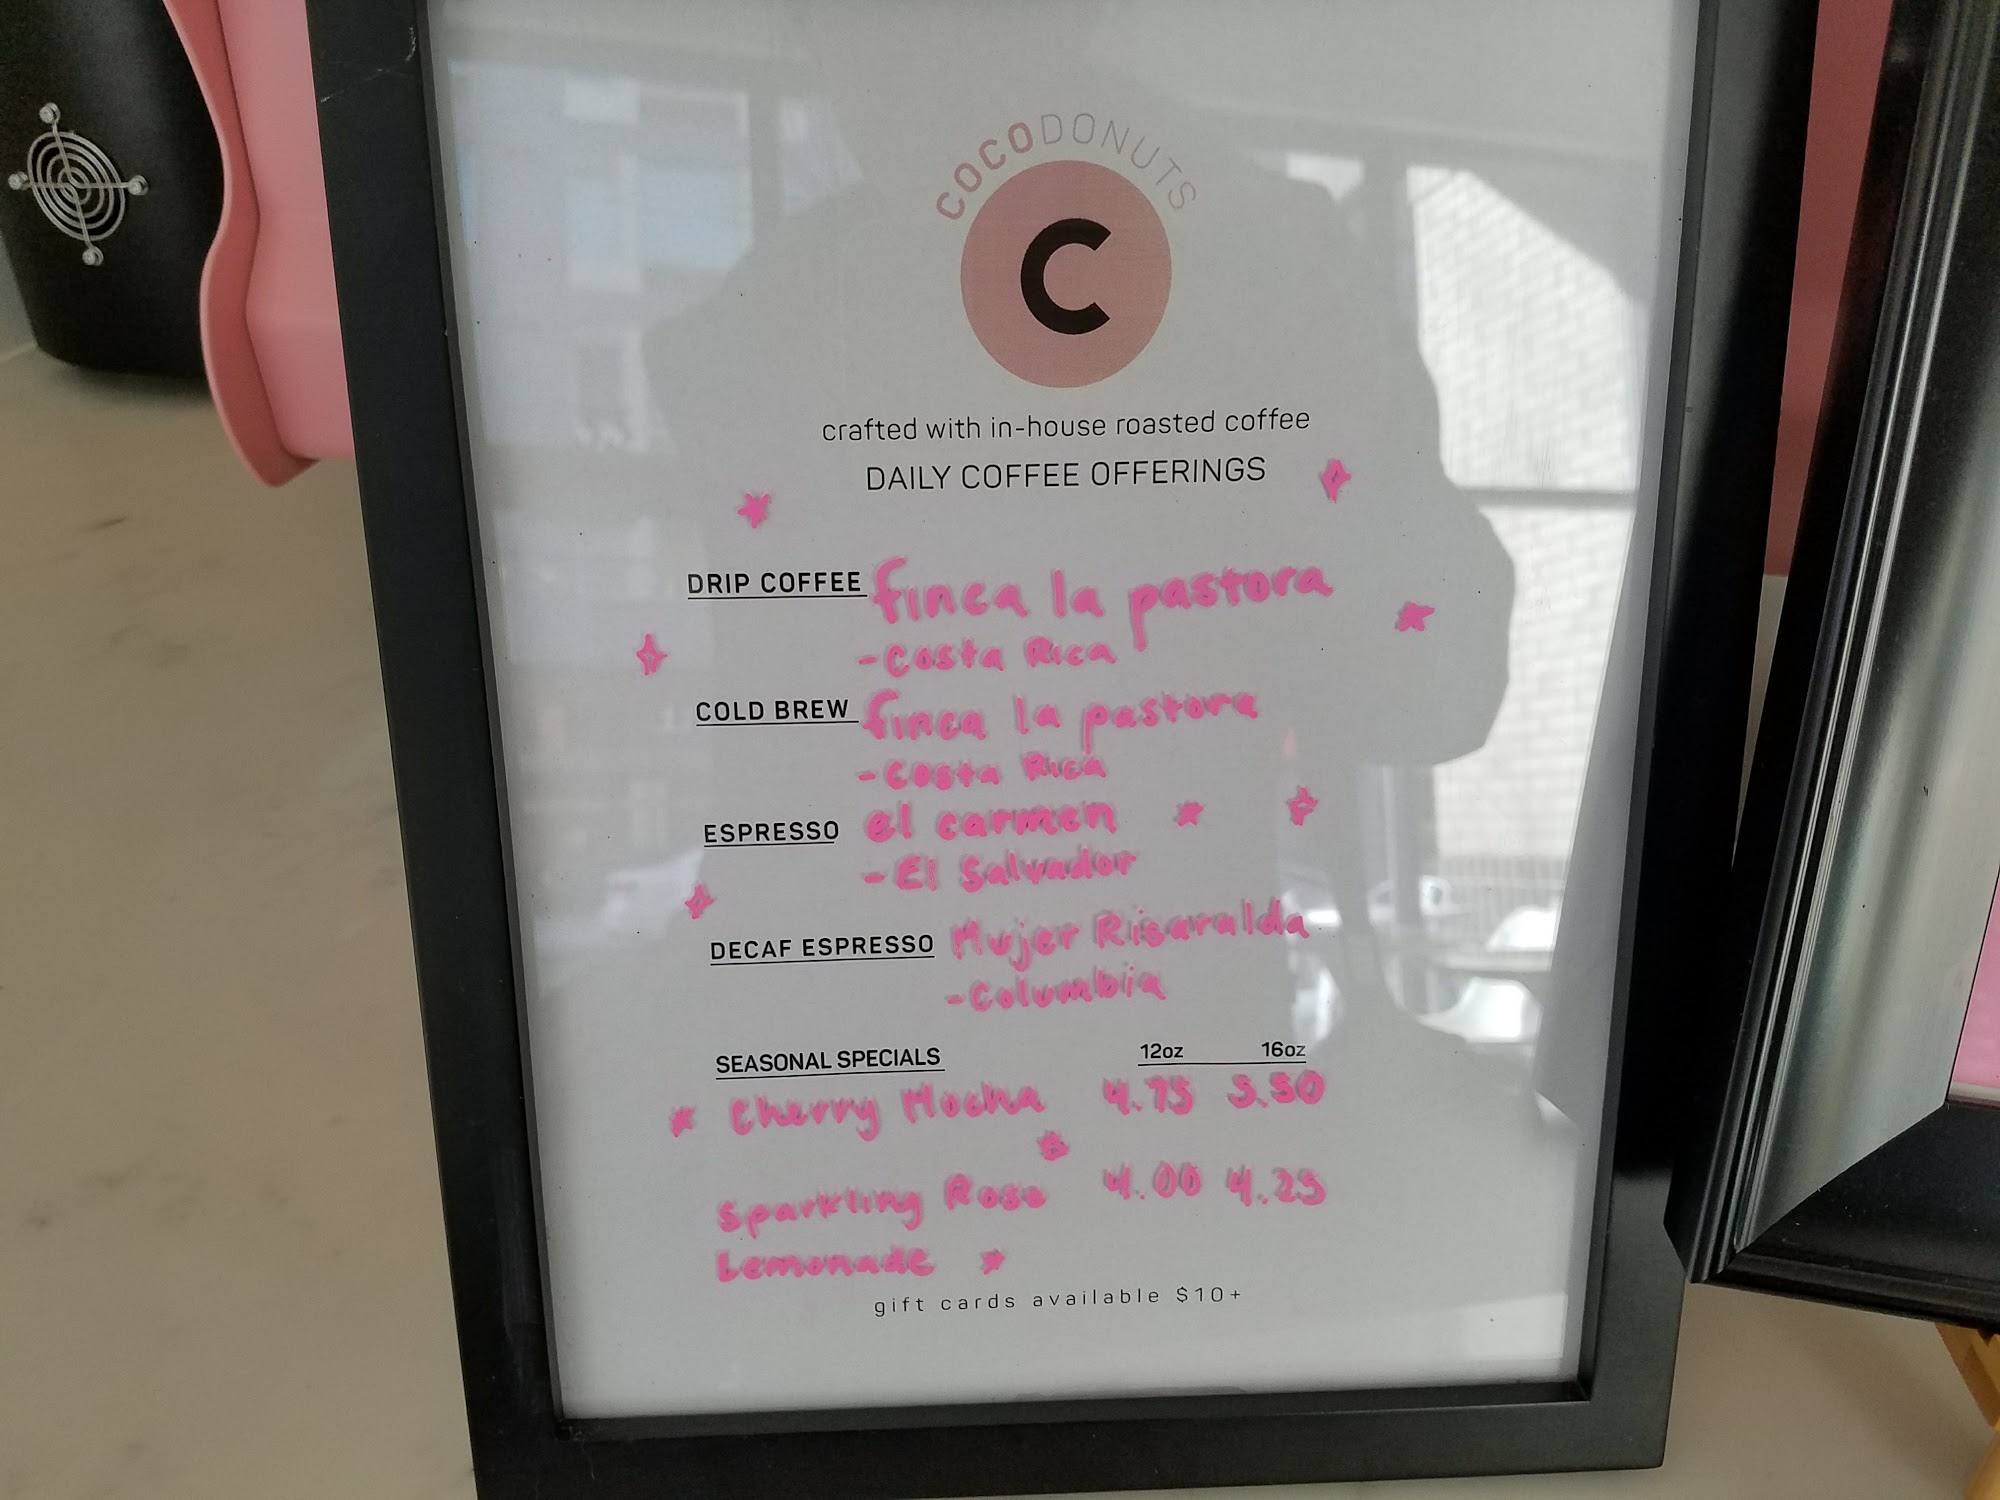 COCODONUTS
C
crafted with in-house roasted coffee
DAILY COFFEE OFFERINGS
DRIP COFFEE finca la pastora
-Costa Rica
COLD BREW finca la pastora
-Costa Rica
ESPRESSO el carmen
-El Salvador
DECAF ESPRESSO Mujer Risaralda
-Columbia
SEASONAL SPECIALS 12oz 16oz
Cherry Mocha 4.75 5.50
Sparkling Rose 4.00 4.25
Lemonade
gift cards available $10+